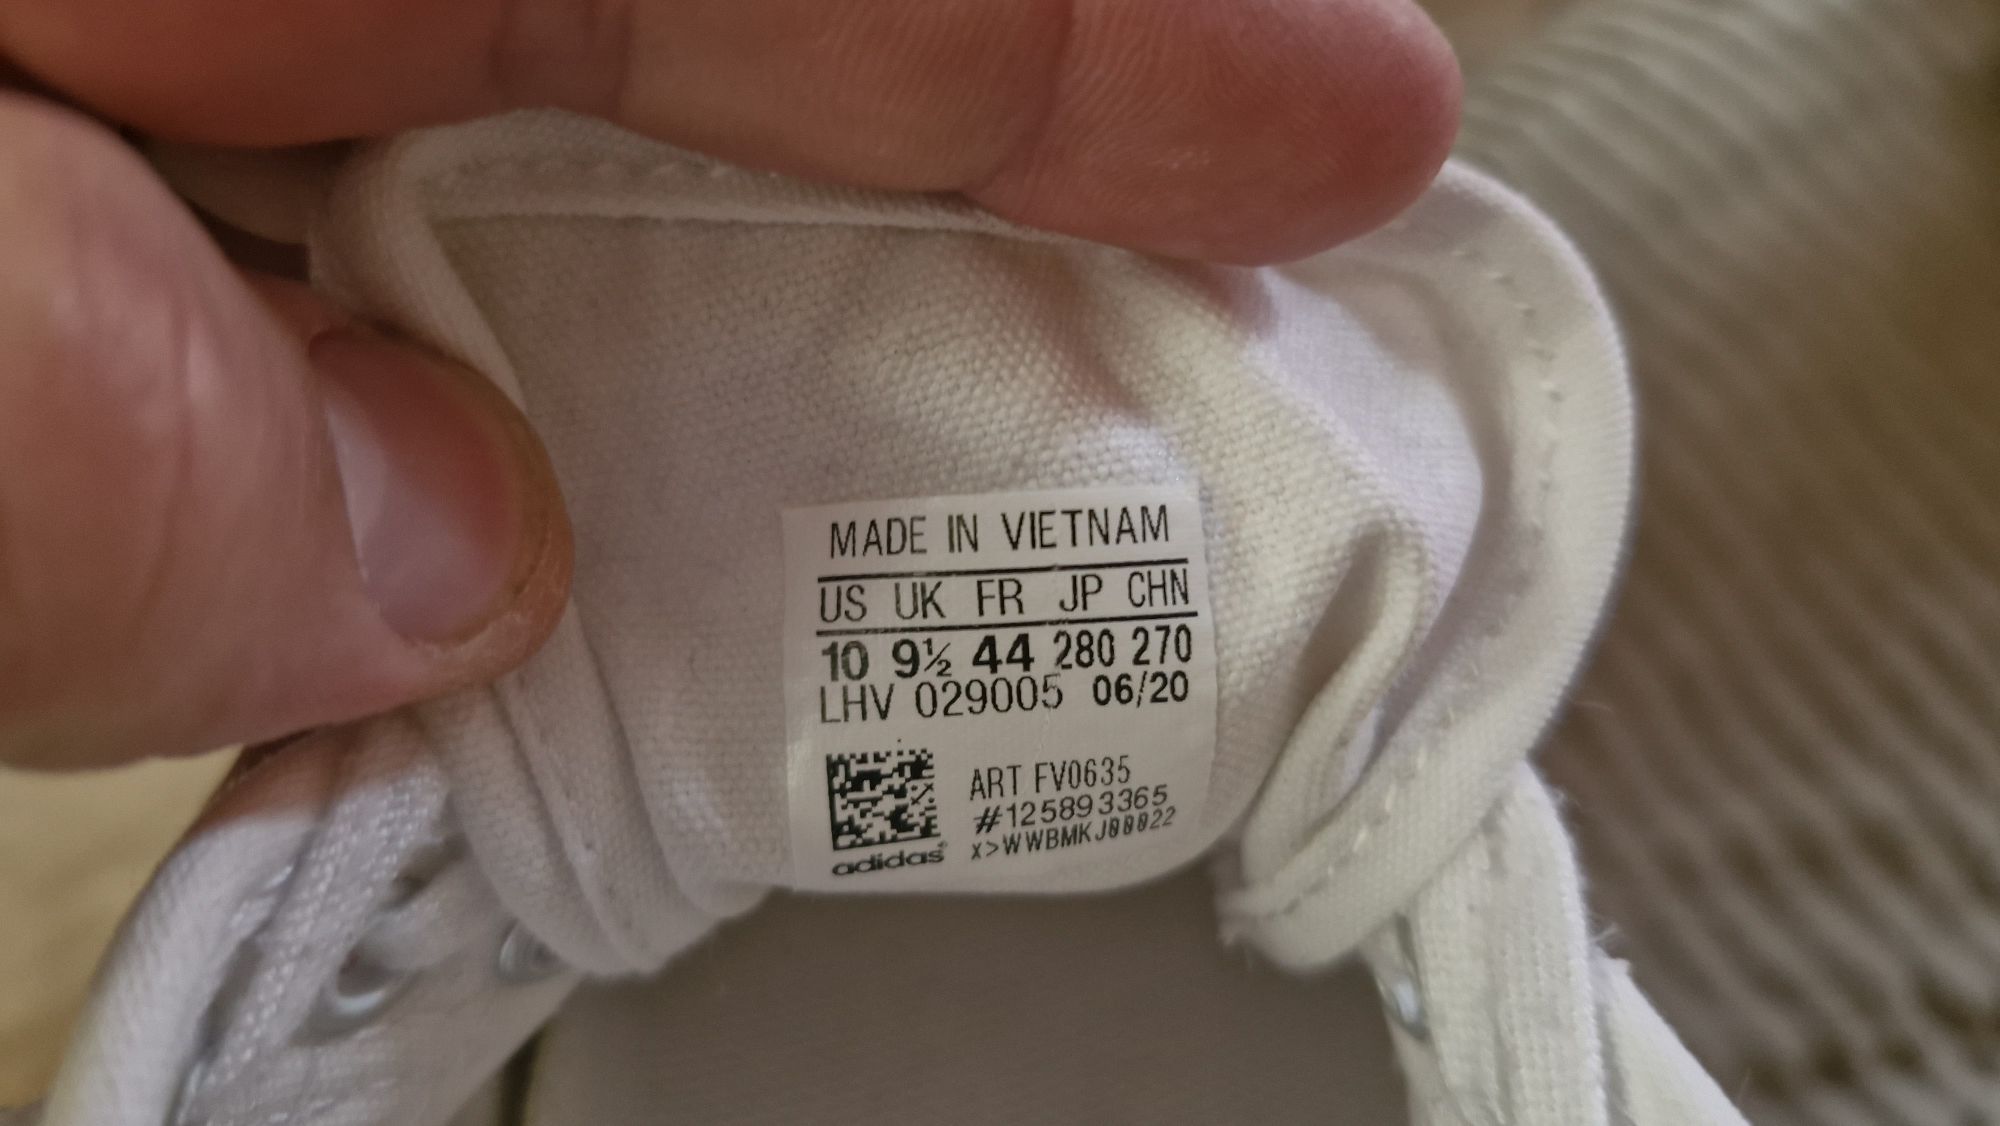 MADE IN VIETNAM
US UK FR JP CHN
10 9½ 44 280 270
LHV 029005 06/20
ART FV0635
#125893365
x>WWBMKJ00022
adidas